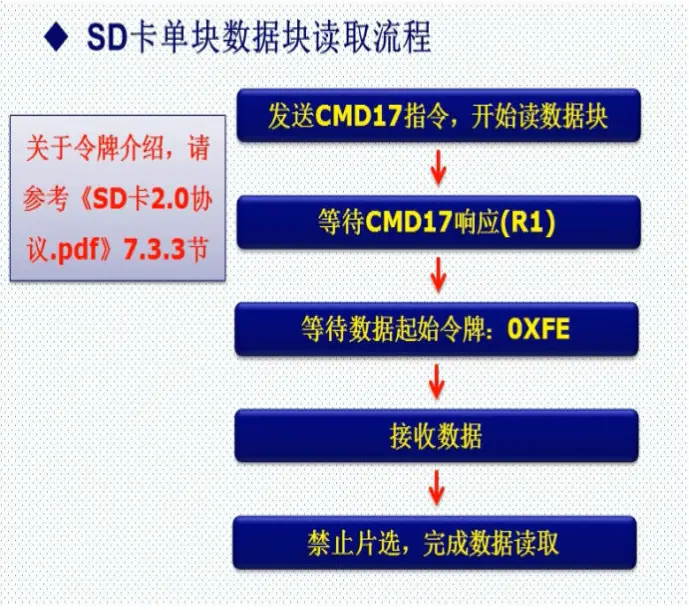 SD卡单块数据块读取流程
发送CMD17指令，开始读数据块
关于令牌介绍，请
参考《SD卡2.0协
议.pdf》7.3.3节
等待CMD17响应(R1)
等待数据起始令牌：0XFE
接收数据
禁止片选，完成数据读取